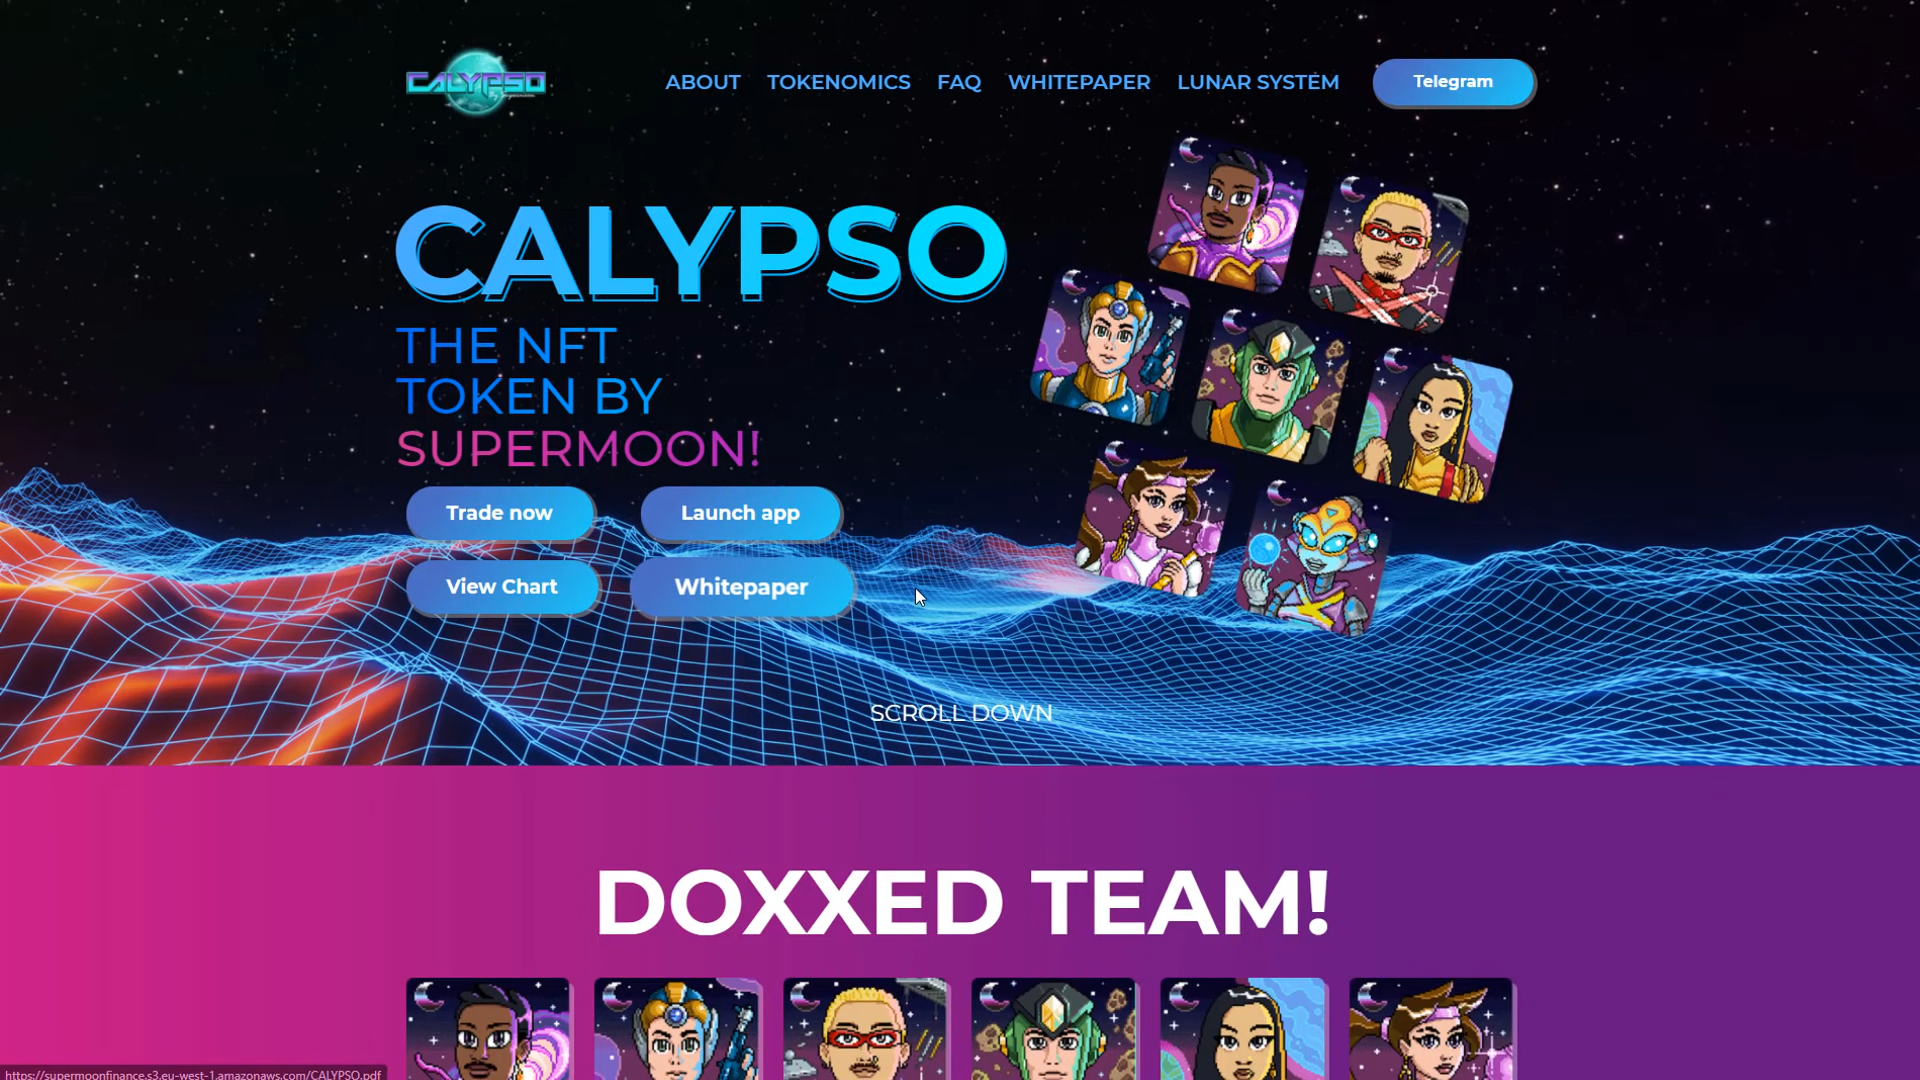 CALYPSO
ABOUT TOKENOMICS FAQ WHITEPAPER LUNAR SYSTEM Telegram
CALYPSO
THE NFT
TOKEN BY
SUPERMOON!
Trade now Launch app
View Chart Whitepaper
SCROLL DOWN
DOXXED TEAM!
https://supermoonfinance.s3.eu-west-1.amazonaws.com/CALYPSO.pdf